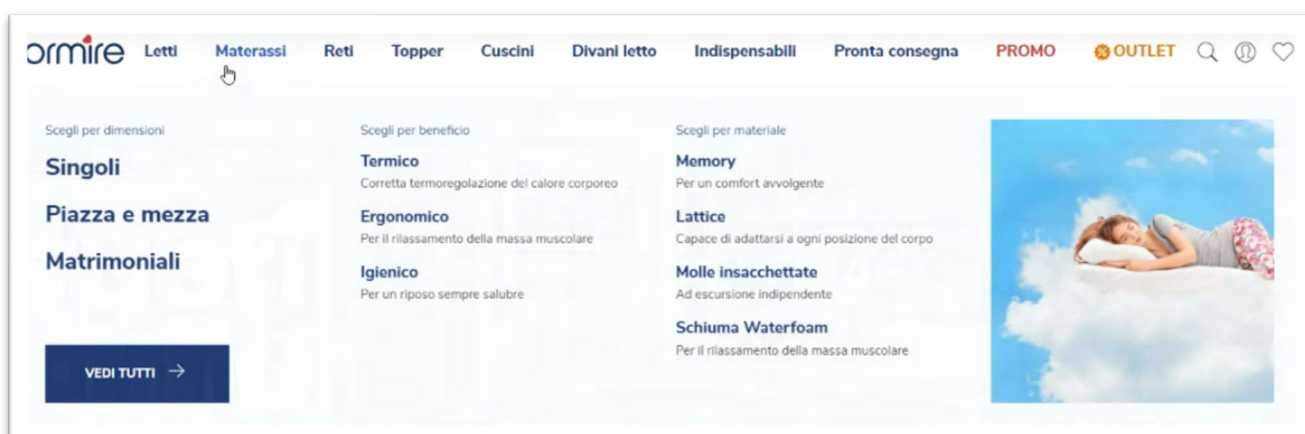 ormire
Letti Materassi Reti Topper Cuscini Divani letto Indispensabili Pronta consegna PROMO OUTLET
Scegli per dimensioni
Singoli
Piazza e mezza
Matrimoniali
VEDI TUTTI →
Scegli per beneficio
Termico
Corretta termoregolazione del calore corporeo
Ergonomico
Per il rilassamento della massa muscolare
Igienico
Per un riposo sempre salubre
Scegli per materiale
Memory
Per un comfort avvolgente
Lattice
Capace di adattarsi a ogni posizione del corpo
Molle insacchettate
Ad escursione indipendente
Schiuma Waterfoam
Per il rilassamento della massa muscolare